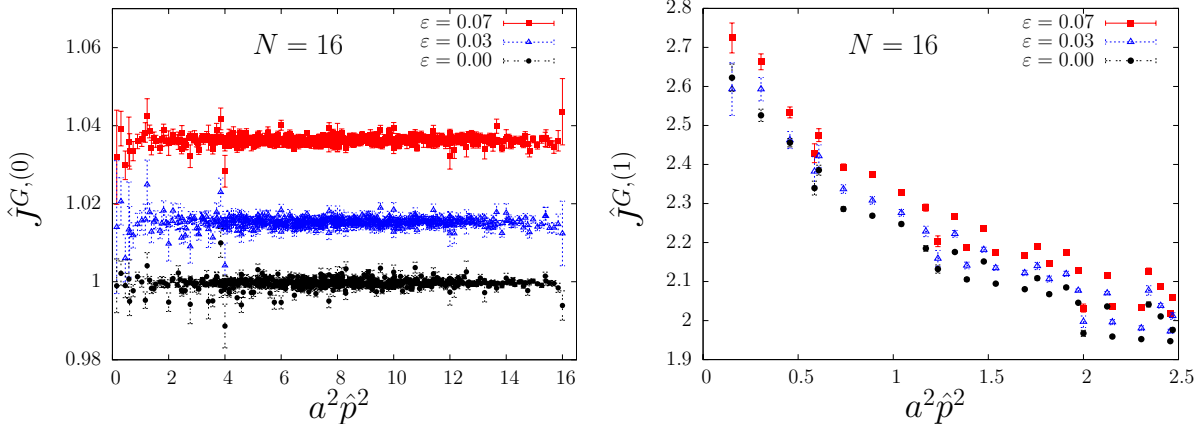 1.06
1.04
1.02
1
0.98
0 2 4 6 8 10 12 14 16
N = 16
ε = 0.07
ε = 0.03
ε = 0.00
Ĵ^{G,(0)}
a²p̂²
2.8
2.7
2.6
2.5
2.4
2.3
2.2
2.1
2
1.9
0 0.5 1 1.5 2 2.5
N = 16
ε = 0.07
ε = 0.03
ε = 0.00
Ĵ^{G,(1)}
a²p̂²